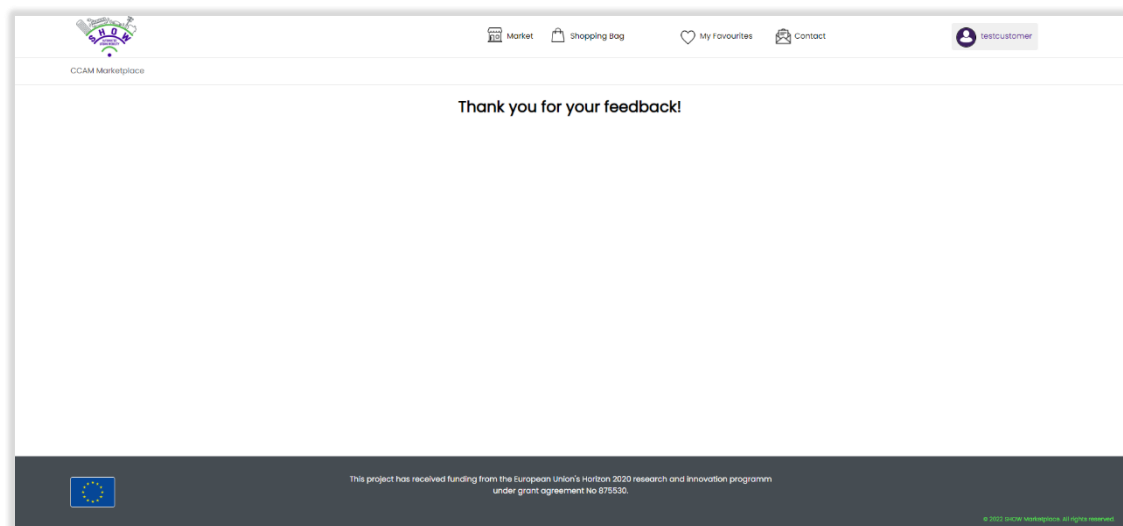 SHOW
Market
Shopping Bag
My Favourites
Contact
testcustomer
CCAM Marketplace
Thank you for your feedback!
This project has received funding from the European Union's Horizon 2020 research and innovation programm
under grant agreement No 875530.
© 2022 SHOW Marketplace. All rights reserved.